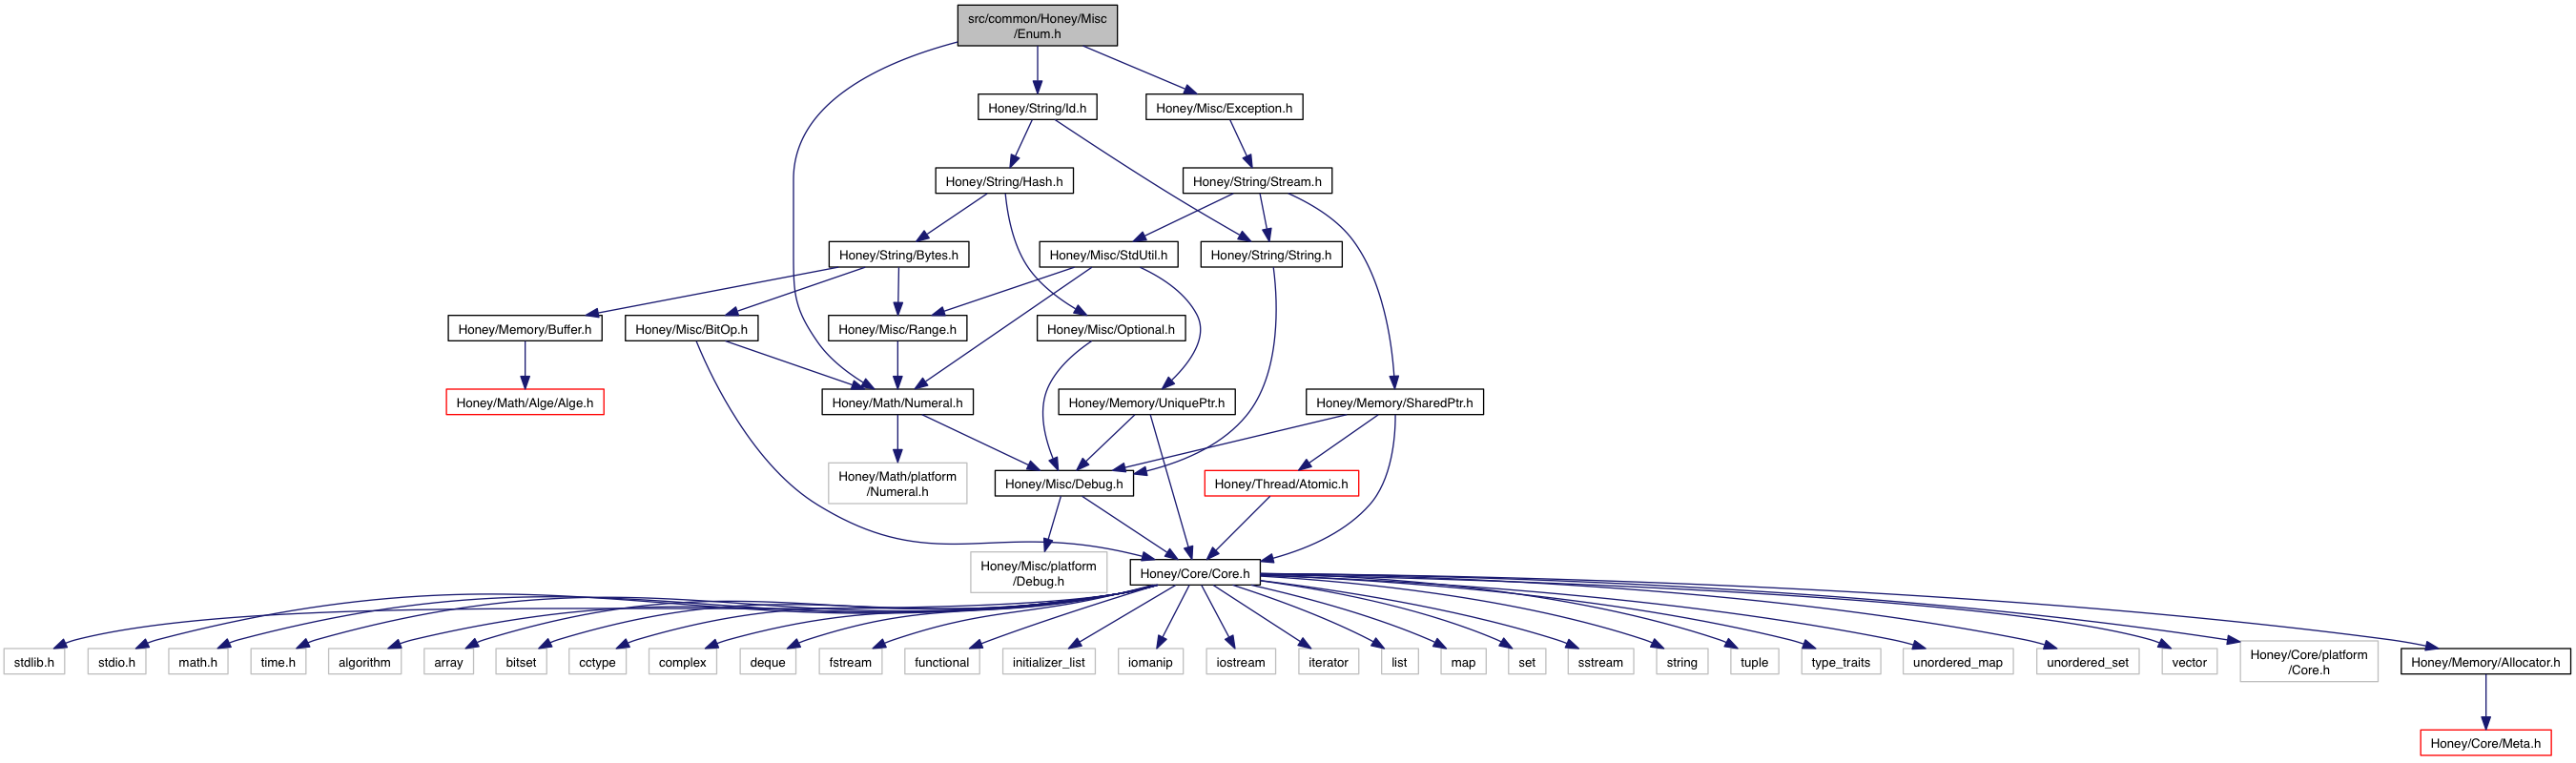 src/common/Honey/Misc
/Enum.h
Honey/String/Id.h
Honey/Misc/Exception.h
Honey/String/Hash.h
Honey/String/Stream.h
Honey/String/Bytes.h
Honey/Misc/StdUtil.h
Honey/String/String.h
Honey/Memory/Buffer.h
Honey/Misc/BitOp.h
Honey/Misc/Range.h
Honey/Misc/Optional.h
Honey/Math/Alge/Alge.h
Honey/Math/Numeral.h
Honey/Memory/UniquePtr.h
Honey/Memory/SharedPtr.h
Honey/Math/platform
/Numeral.h
Honey/Misc/Debug.h
Honey/Thread/Atomic.h
Honey/Misc/platform
/Debug.h
Honey/Core/Core.h
stdlib.h
stdio.h
math.h
time.h
algorithm
array
bitset
cctype
complex
deque
fstream
functional
initializer_list
iomanip
iostream
iterator
list
map
set
sstream
string
tuple
type_traits
unordered_map
unordered_set
vector
Honey/Core/platform
/Core.h
Honey/Memory/Allocator.h
Honey/Core/Meta.h